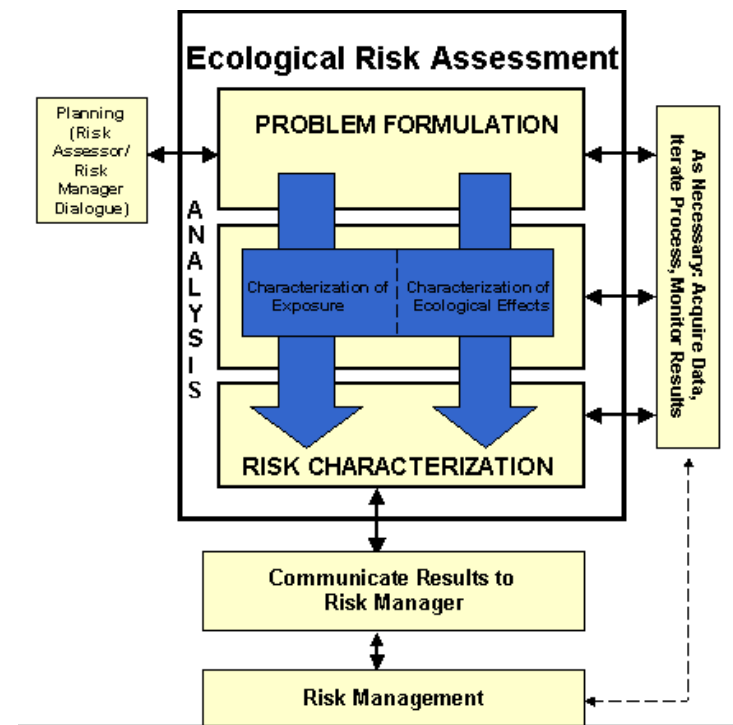 Ecological Risk Assessment
Planning
(Risk
Assessor/
Risk
Manager
Dialogue)
PROBLEM FORMULATION
As Necessary: Acquire Data,
Iterate Process, Monitor Results
ANALYSIS
Characterization of
Exposure
Characterization of
Ecological Effects
RISK CHARACTERIZATION
Communicate Results to
Risk Manager
Risk Management